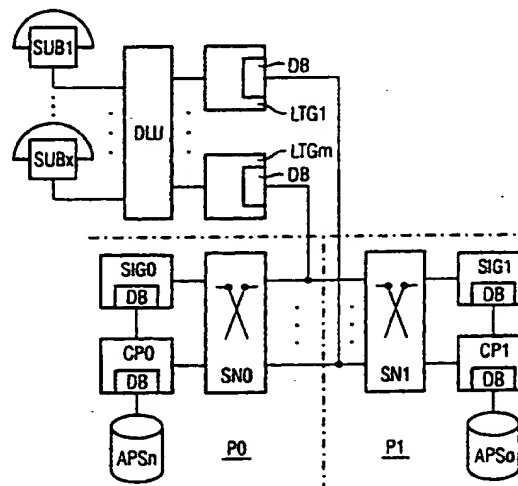 SUB1
DB
DLU
LTG1
LTGm
SUBx
DB
SIG0
DB
SIG1
DB
CP0
DB
SN0
SN1
CP1
DB
APSn
P0
P1
APSo